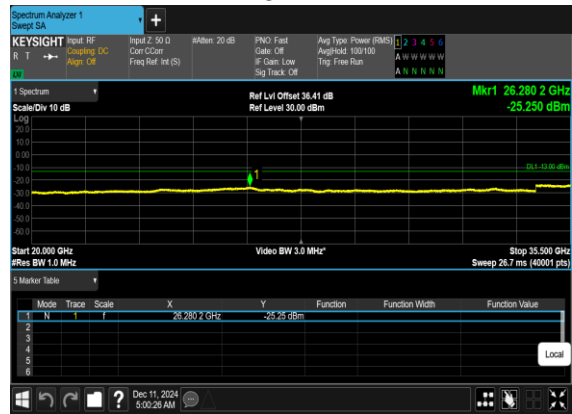 Spectrum Analyzer 1
Swept SA
+
KEYSIGHT
R T
Input: RF
Coupling: DC
Align: Off
Input Z: 50 Ω
Corr CCorr
Freq Ref: Int (S)
#Atten: 20 dB
PNO: Fast
Gate: Off
IF Gain: Low
Sig Track: Off
Avg Type: Power (RMS)
Avg|Hold: 100/100
Trig: Free Run
1 2 3 4 5 6
A W W W W W
A N N N N N
1 Spectrum
Scale/Div 10 dB
Ref Lvl Offset 36.41 dB
Ref Level 30.00 dBm
Mkr1 26.280 2 GHz
-25.250 dBm
Log
20.0
10.0
0.00
-10.0
-20.0
-30.0
-40.0
-50.0
-60.0
1
DL1 -13.00 dBm
Start 20.000 GHz
#Res BW 1.0 MHz
Video BW 3.0 MHz*
Stop 35.500 GHz
Sweep 26.7 ms (40001 pts)
5 Marker Table
Mode Trace Scale X Y Function Function Width Function Value
1 N 1 f 26.280 2 GHz -25.25 dBm
2
3
4
5
6
Local
?
Dec 11, 2024
5:00:26 AM